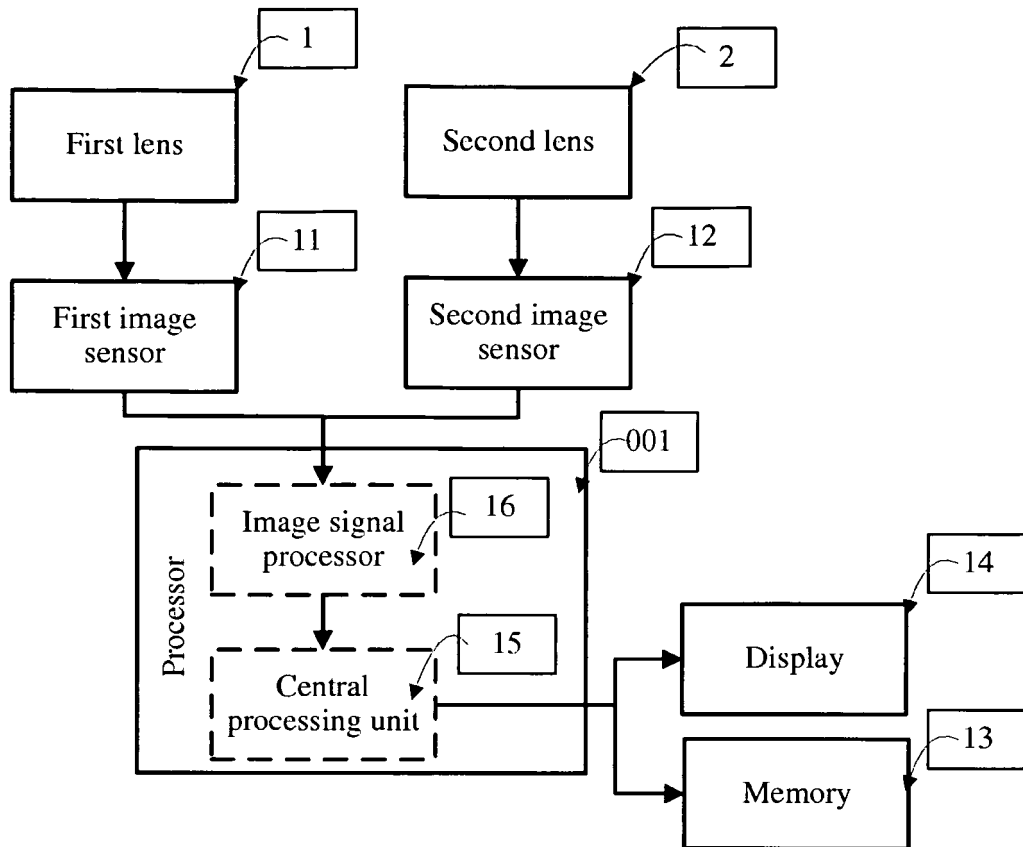 1
2
First lens
Second lens
11
12
First image
sensor
Second image
sensor
001
16
Image signal
processor
Processor
14
15
Central
processing unit
Display
13
Memory